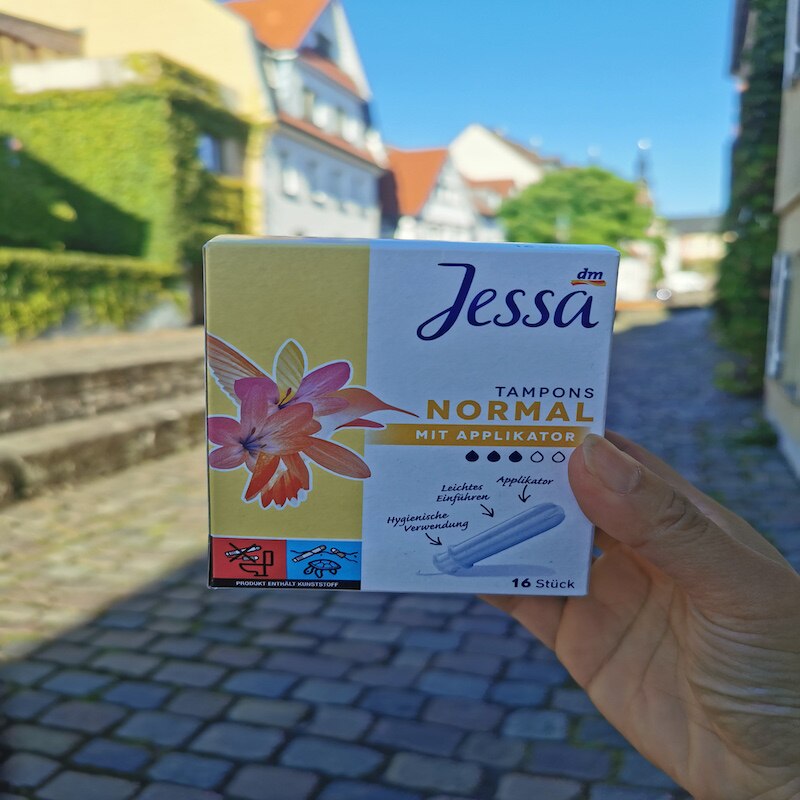 dm
Jessa
TAMPONS
NORMAL
MIT APPLIKATOR
Applikator
Leichtes
Einführen
Hygienische
Verwendung
16 Stück
PRODUKT ENTHÄLT KUNSTSTOFF